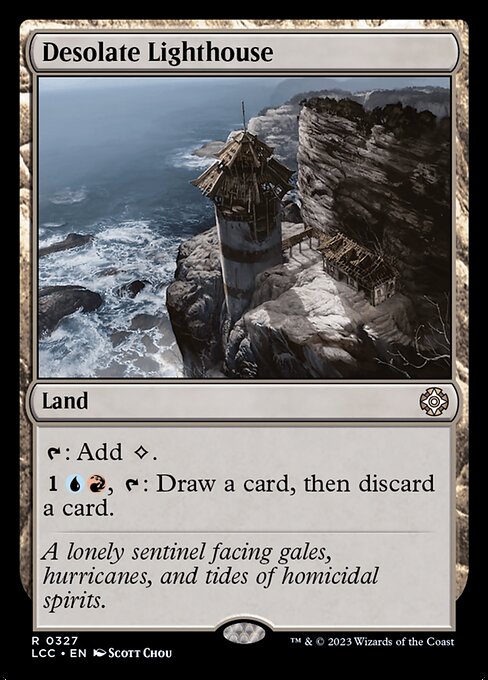 Desolate Lighthouse
Land
: Add .
1 , : Draw a card, then discard
a card.
A lonely sentinel facing gales,
hurricanes, and tides of homicidal
spirits.
R 0327
LCC • EN Scott Chou
™ & © 2023 Wizards of the Coast